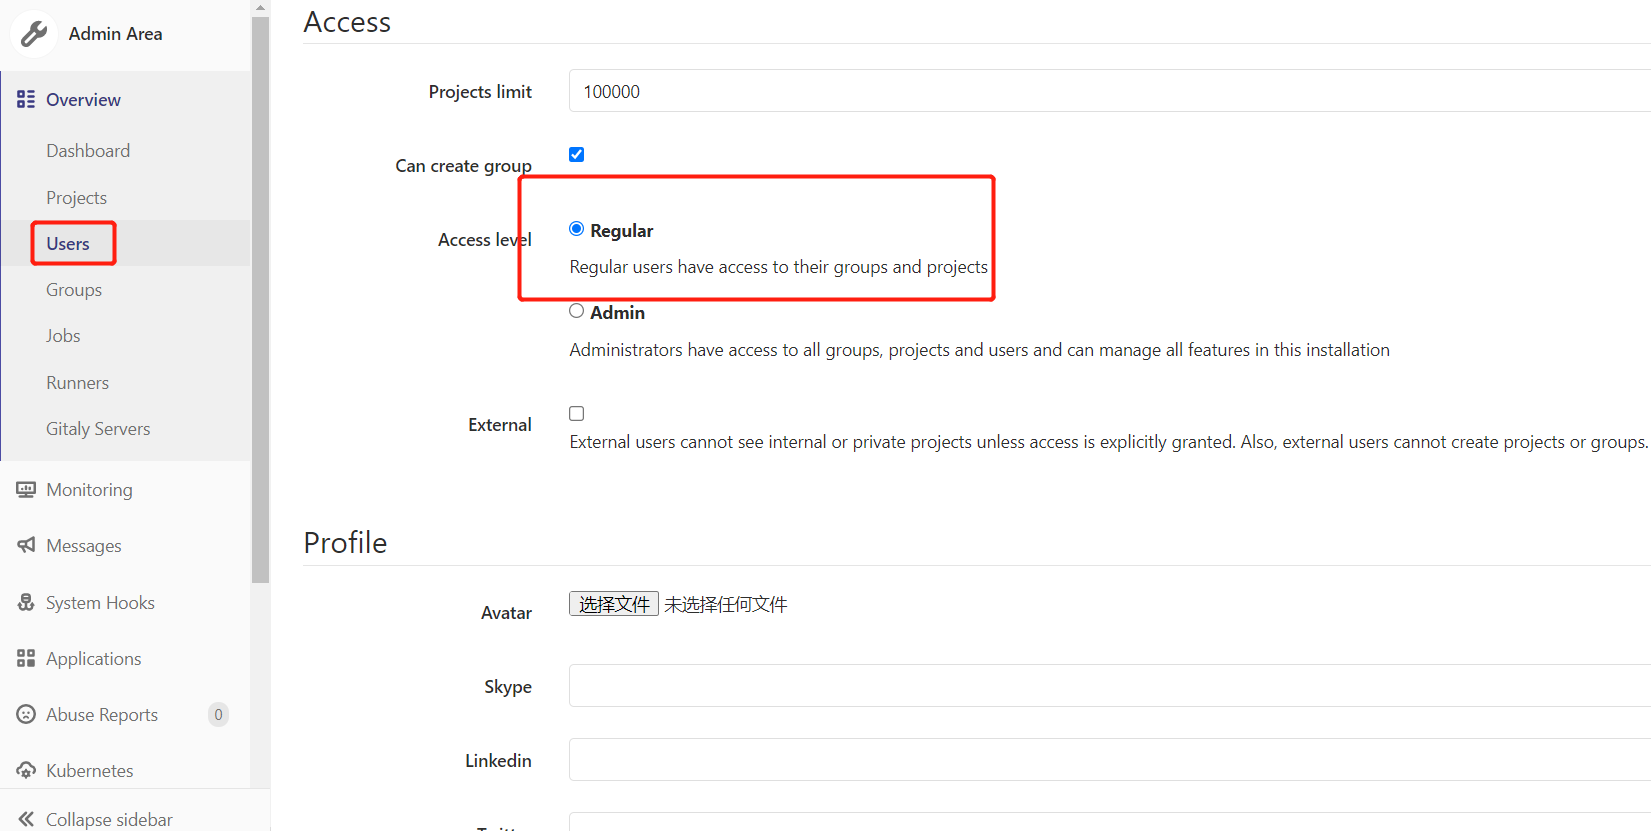 Admin Area
Overview
Dashboard
Projects
Users
Groups
Jobs
Runners
Gitaly Servers
Monitoring
Messages
System Hooks
Applications
Abuse Reports 0
Kubernetes
Collapse sidebar
Access
Projects limit 100000
Can create group
Access level
Regular
Regular users have access to their groups and projects
Admin
Administrators have access to all groups, projects and users and can manage all features in this installation
External
External users cannot see internal or private projects unless access is explicitly granted. Also, external users cannot create projects or groups.
Profile
Avatar 选择文件 未选择任何文件
Skype
Linkedin